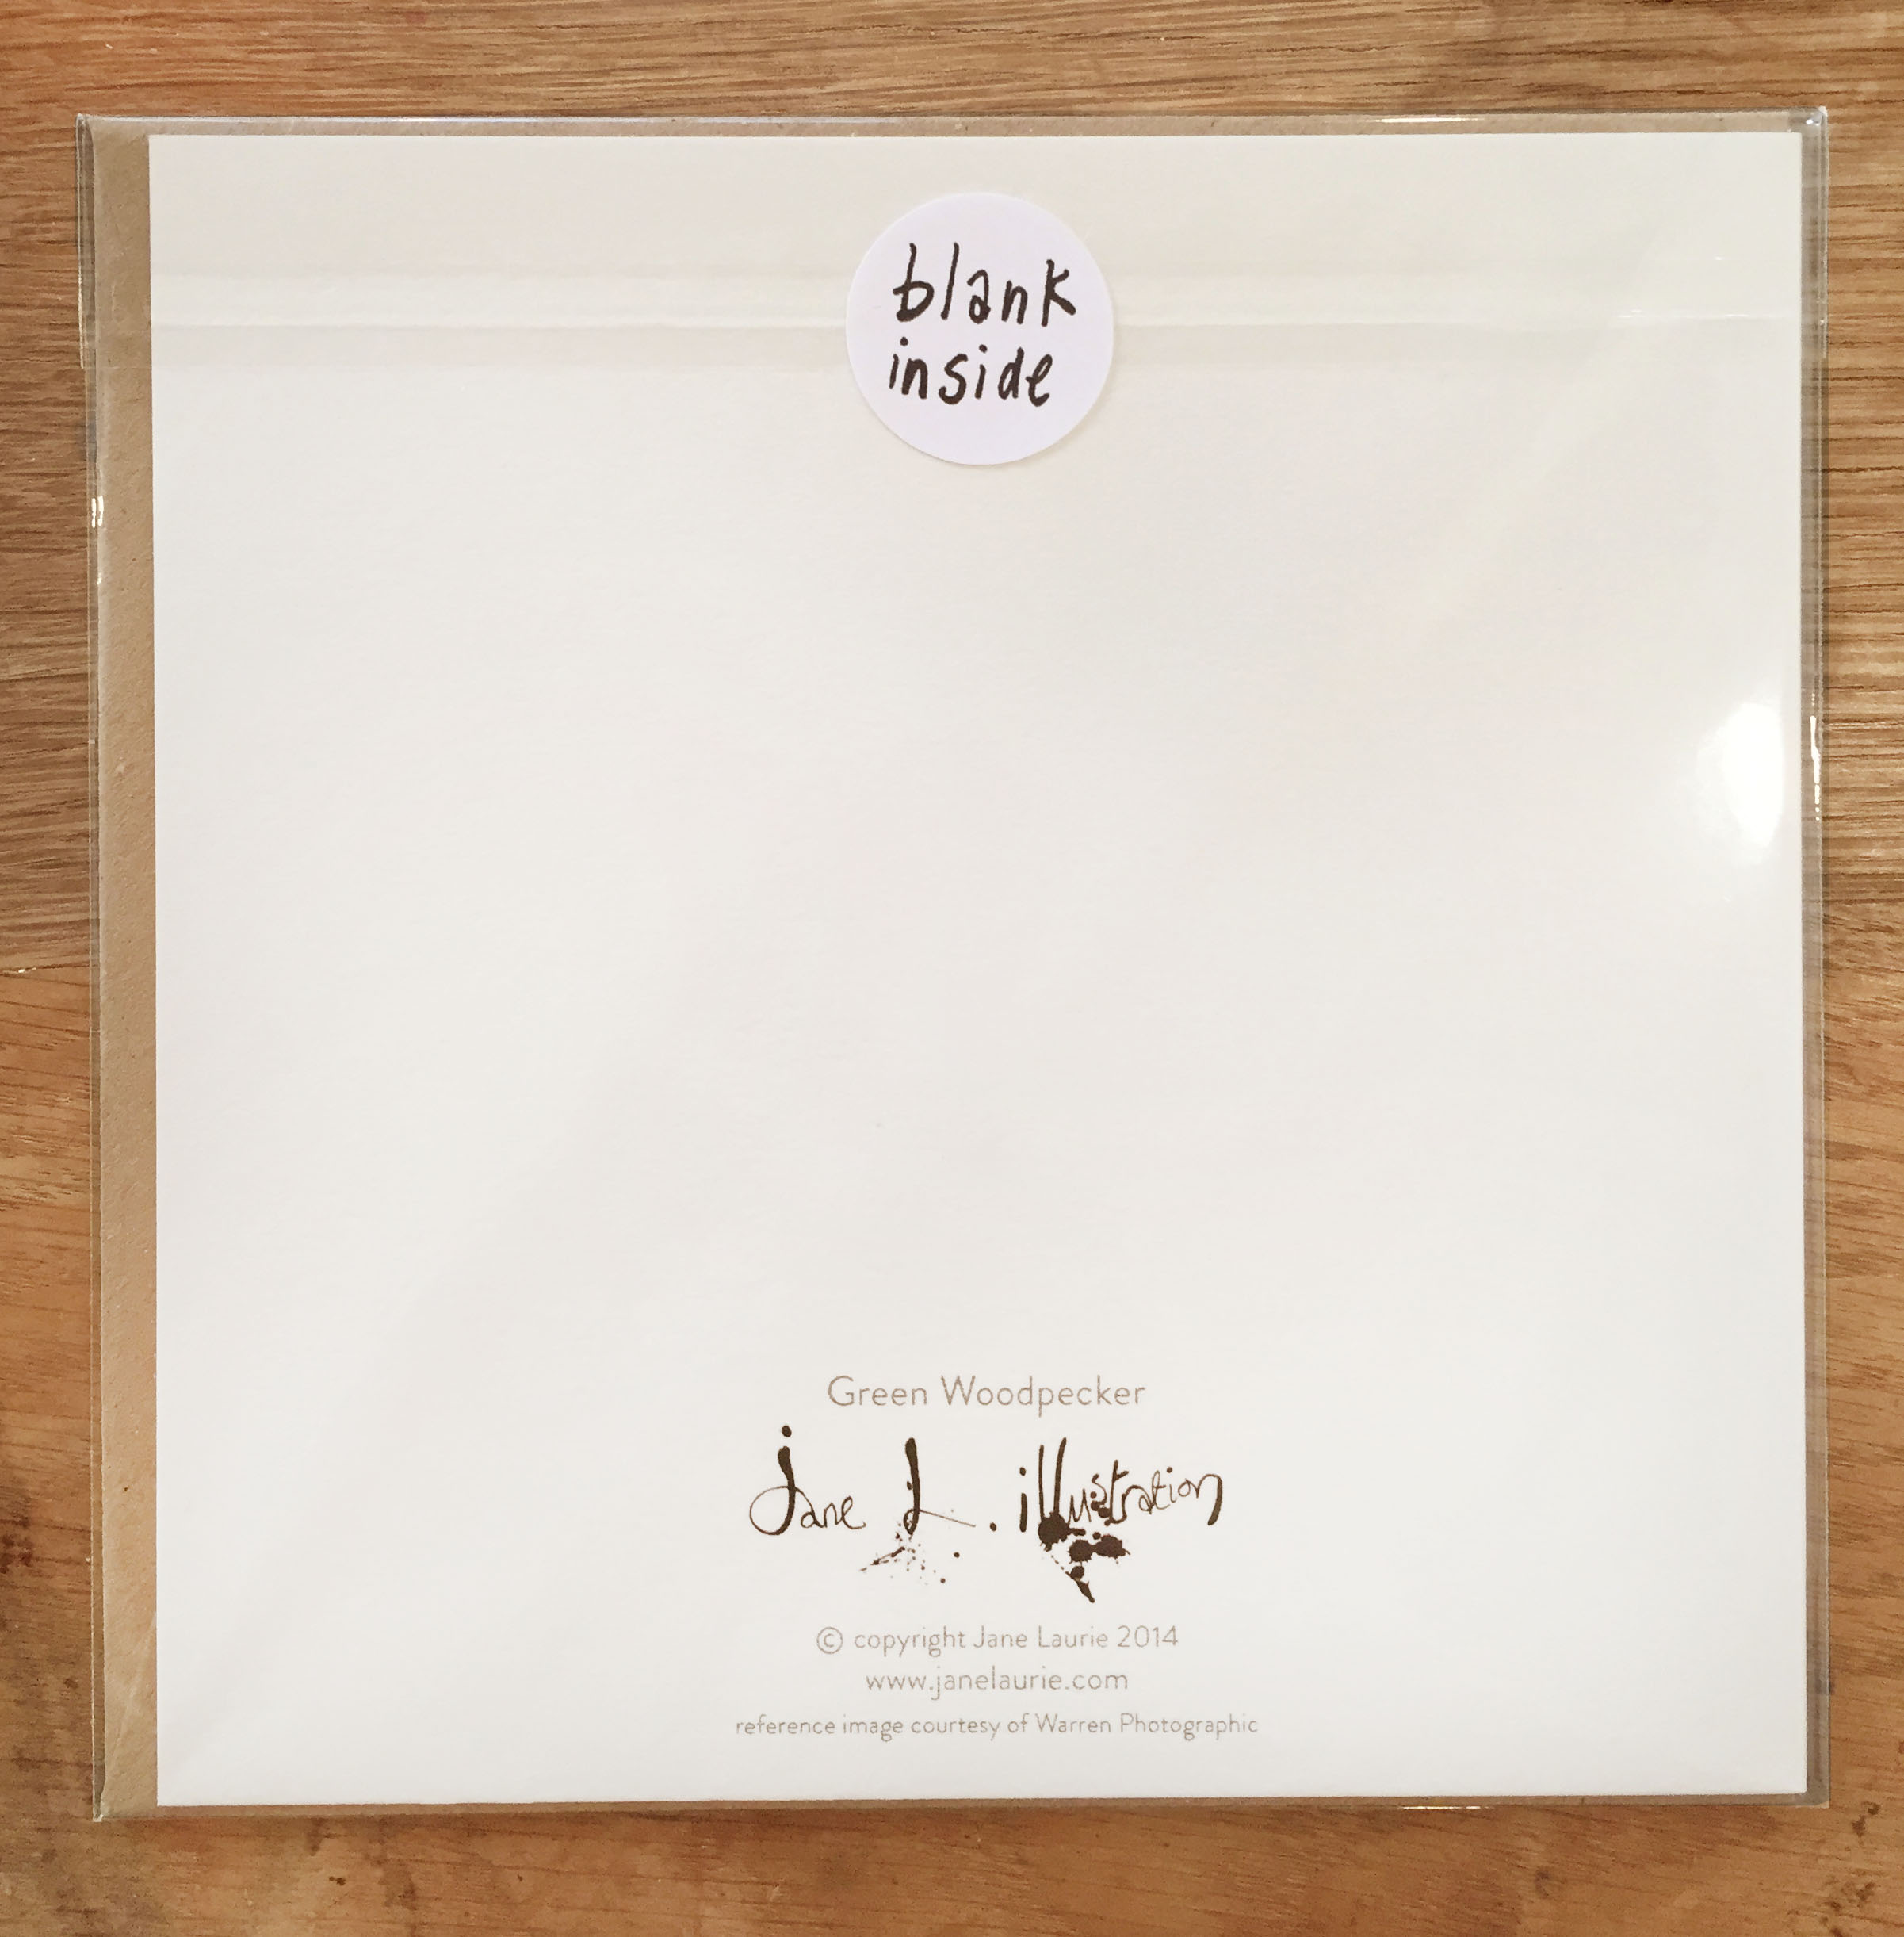 blank
inside
Green Woodpecker
Jane L. illustration
© copyright Jane Laurie 2014
www.janelaurie.com
reference image courtesy of Warren Photographic